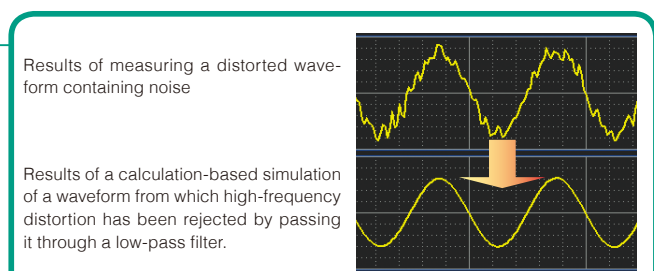 Results of measuring a distorted wave-
form containing noise
Results of a calculation-based simulation
of a waveform from which high-frequency
distortion has been rejected by passing
it through a low-pass filter.